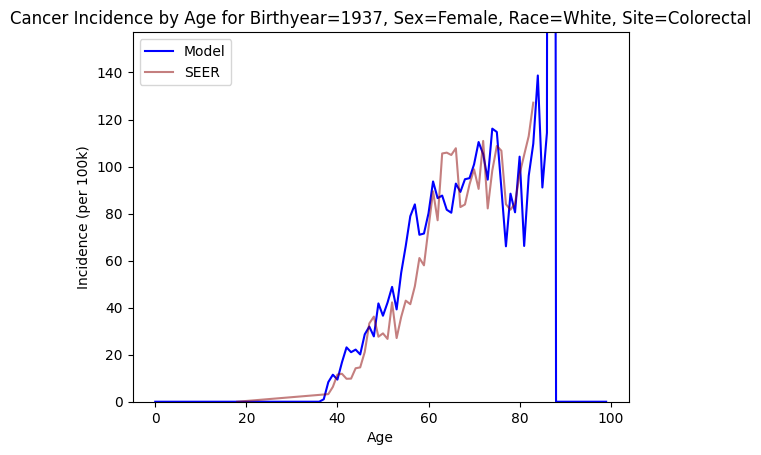 Cancer Incidence by Age for Birthyear=1937, Sex=Female, Race=White, Site=Colorectal
Model
SEER
140
120
100
80
60
40
20
0
Incidence (per 100k)
0 20 40 60 80 100
Age